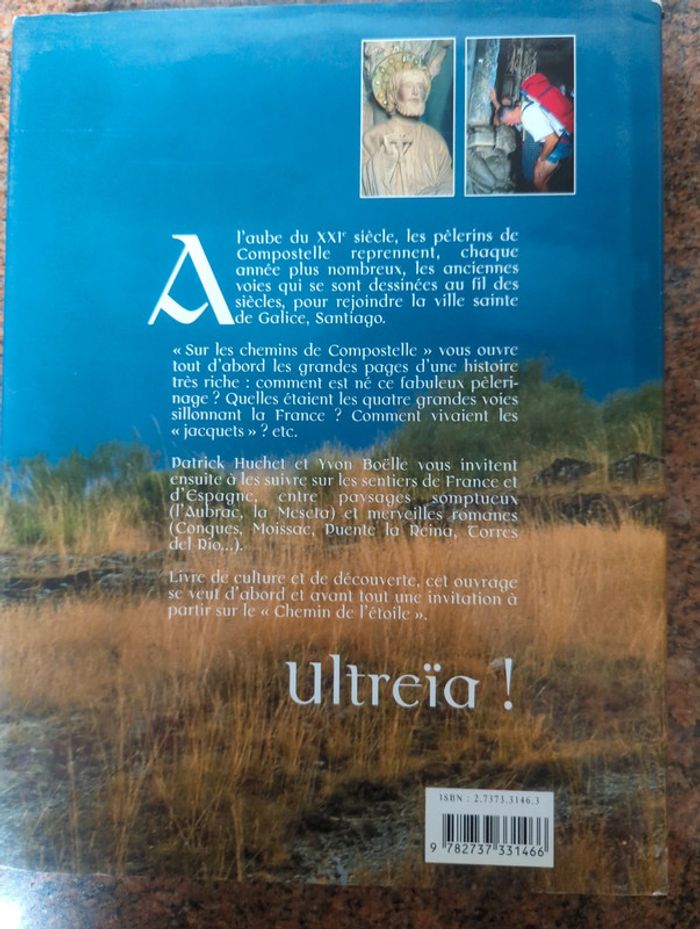 A l'aube du XXIe siècle, les pèlerins de
Compostelle reprennent, chaque
année plus nombreux, les anciennes
voies qui se sont dessinées au fil des
siècles, pour rejoindre la ville sainte
de Galice, Santiago.
« Sur les chemins de Compostelle » vous ouvre
tout d'abord les grandes pages d'une histoire
très riche : comment est né ce fabuleux pèleri-
nage ? Quelles étaient les quatre grandes voies
sillonnant la France ? Comment vivaient les
« jacquets » ? etc.
Patrick Huchet et Yvon Boëlle vous invitent
ensuite à les suivre sur les sentiers de France et
d'Espagne, entre paysages somptueux
(l'Aubrac, la Meseta) et merveilles romanes
(Conques, Moissac, Puente la Reina, Torres
del Río...).
Livre de culture et de découverte, cet ouvrage
se veut d'abord et avant tout une invitation à
partir sur le « Chemin de l'étoile ».
Ultreïa !
ISBN : 2.7373.3146.3
9 782737 331466